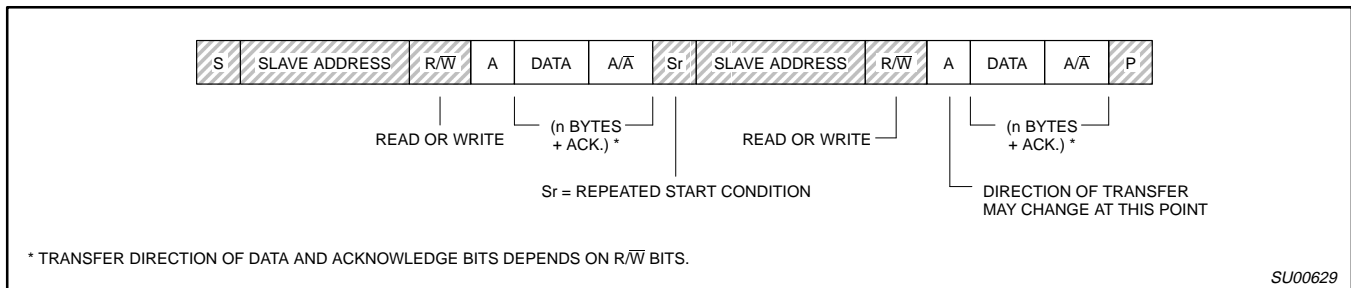 S SLAVE ADDRESS R/W̅ A DATA A/A̅ Sr SLAVE ADDRESS R/W̅ A DATA A/A̅ P
READ OR WRITE
(n BYTES
+ ACK.) *
READ OR WRITE
(n BYTES
+ ACK.) *
Sr = REPEATED START CONDITION
DIRECTION OF TRANSFER
MAY CHANGE AT THIS POINT
* TRANSFER DIRECTION OF DATA AND ACKNOWLEDGE BITS DEPENDS ON R/W̅ BITS.
SU00629